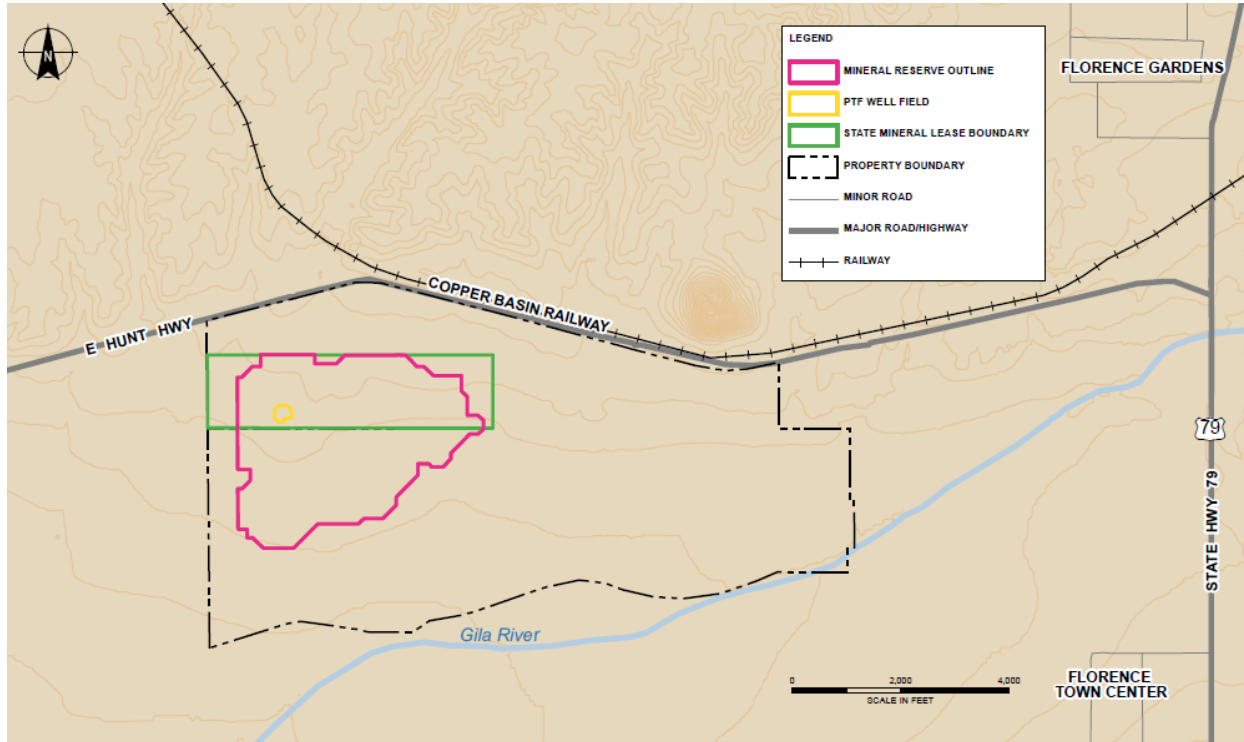 N
LEGEND
MINERAL RESERVE OUTLINE
PTF WELL FIELD
STATE MINERAL LEASE BOUNDARY
PROPERTY BOUNDARY
MINOR ROAD
MAJOR ROAD/HIGHWAY
RAILWAY
FLORENCE GARDENS
COPPER BASIN RAILWAY
E HUNT HWY
79
STATE HWY 79
Gila River
0 2,000 4,000
SCALE IN FEET
FLORENCE
TOWN CENTER